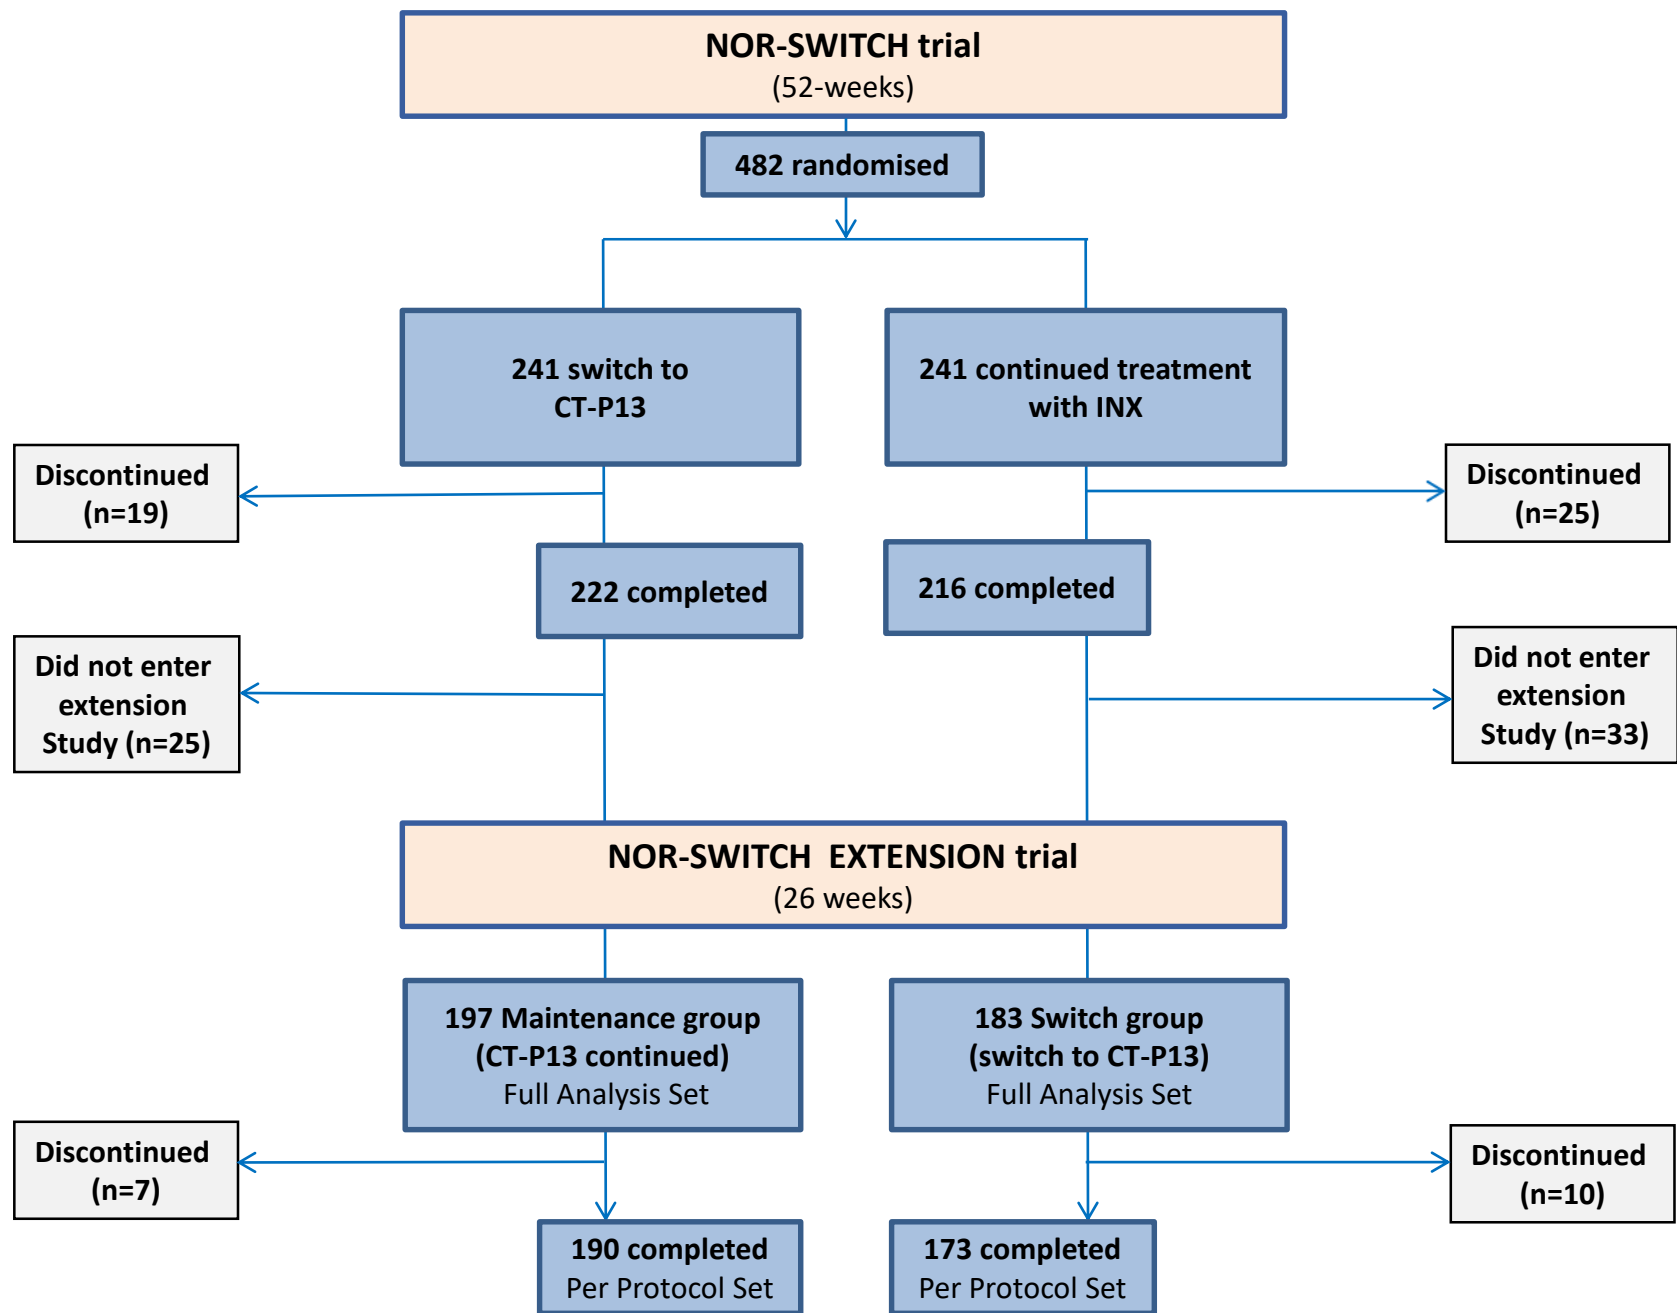 NOR-SWITCH trial
(52-weeks)
482 randomised
241 switch to
CT-P13
241 continued treatment
with INX
Discontinued
(n=19)
Discontinued
(n=25)
222 completed
216 completed
Did not enter
extension
Study (n=25)
Did not enter
extension
Study (n=33)
NOR-SWITCH EXTENSION trial
(26 weeks)
197 Maintenance group
(CT-P13 continued)
Full Analysis Set
183 Switch group
(switch to CT-P13)
Full Analysis Set
Discontinued
(n=7)
Discontinued
(n=10)
190 completed
Per Protocol Set
173 completed
Per Protocol Set